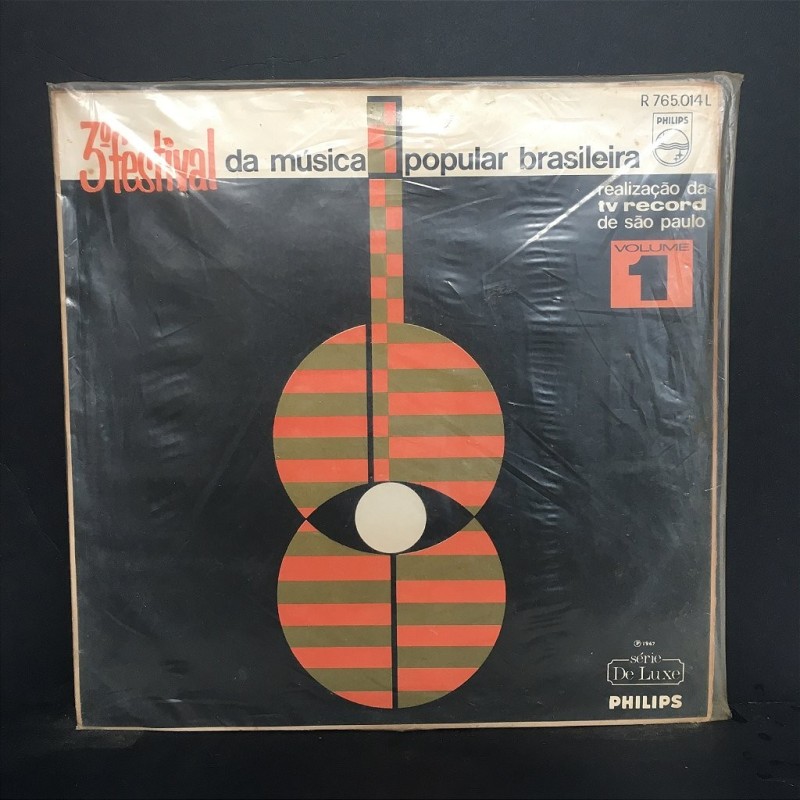 R 765.014 L
PHILIPS
3º festival da música popular brasileira
realização da
tv record
de são paulo
VOLUME
1
℗ 1967
série
De Luxe
PHILIPS